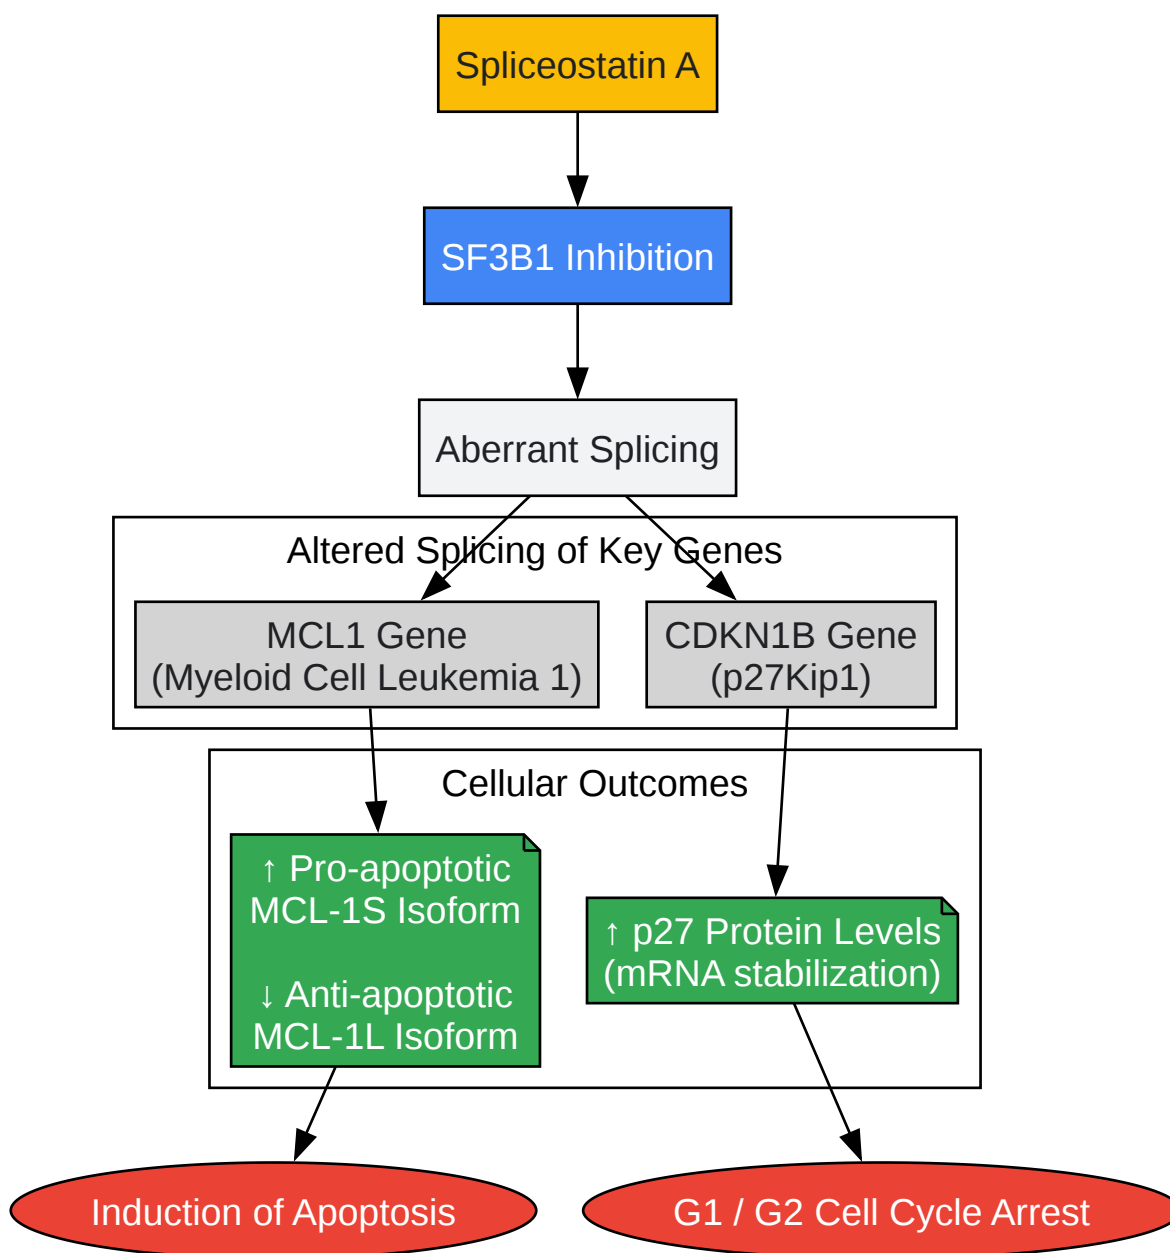 Spliceostatin A
SF3B1 Inhibition
Aberrant Splicing
Altered Splicing of Key Genes
MCL1 Gene
(Myeloid Cell Leukemia 1)
CDKN1B Gene
(p27Kip1)
Cellular Outcomes
↑ Pro-apoptotic
MCL-1S Isoform
↓ Anti-apoptotic
MCL-1L Isoform
↑ p27 Protein Levels
(mRNA stabilization)
Induction of Apoptosis
G1 / G2 Cell Cycle Arrest